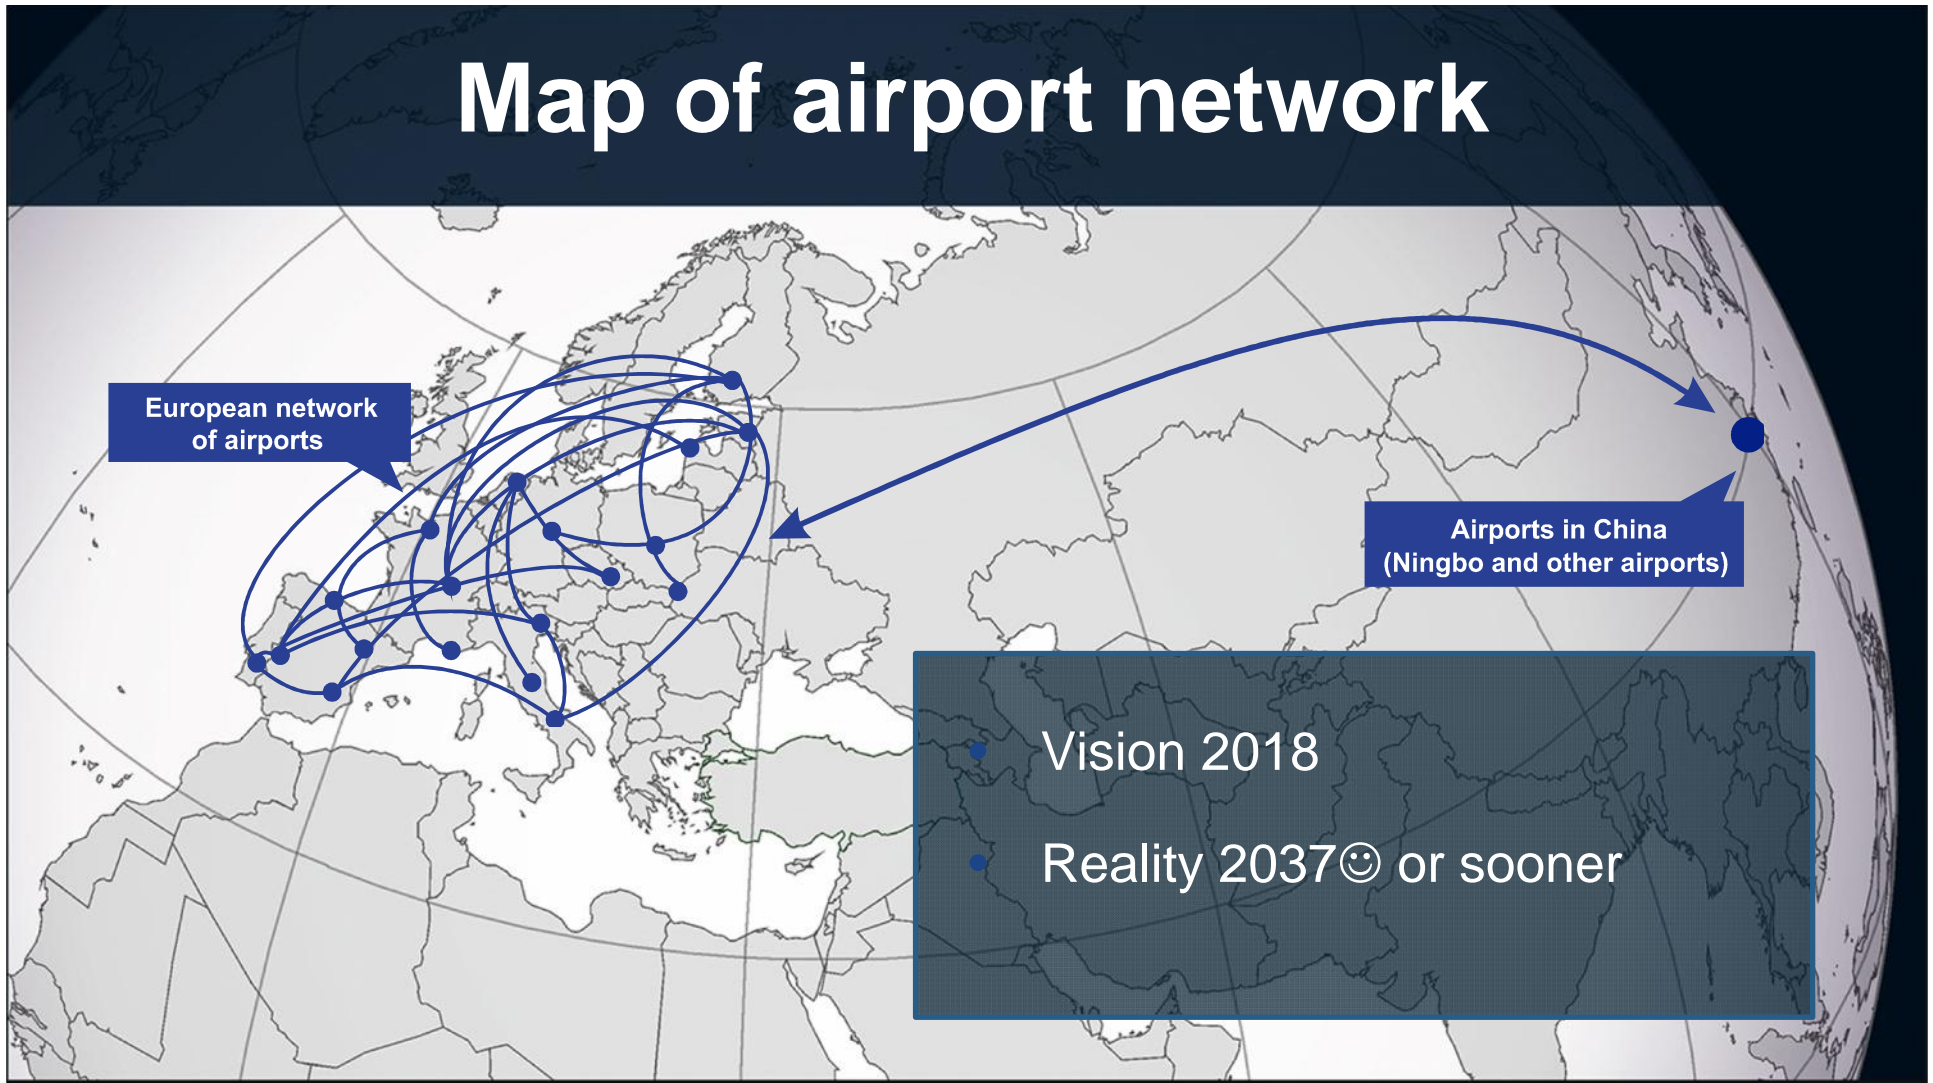 Map of airport network
European network
of airports
Airports in China
(Ningbo and other airports)
Vision 2018
Reality 2037☺ or sooner